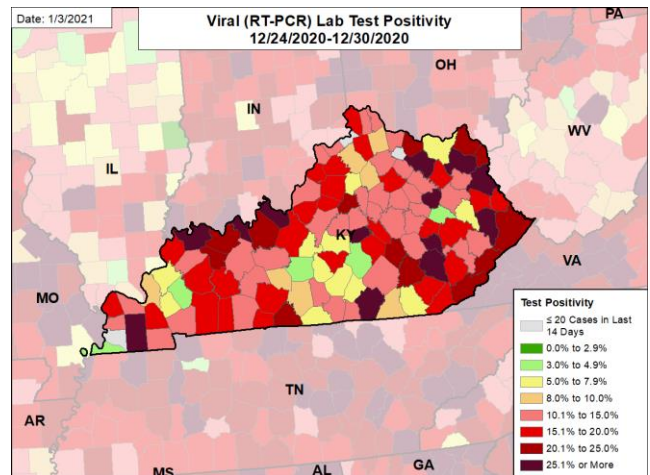 Date: 1/3/2021
Viral (RT-PCR) Lab Test Positivity
12/24/2020-12/30/2020
PA
OH
IN
WV
IL
KY
MO
VA
TN
AR
MS
AL
GA
Test Positivity
≤ 20 Cases in Last
14 Days
0.0% to 2.9%
3.0% to 4.9%
5.0% to 7.9%
8.0% to 10.0%
10.1% to 15.0%
15.1% to 20.0%
20.1% to 25.0%
25.1% or More